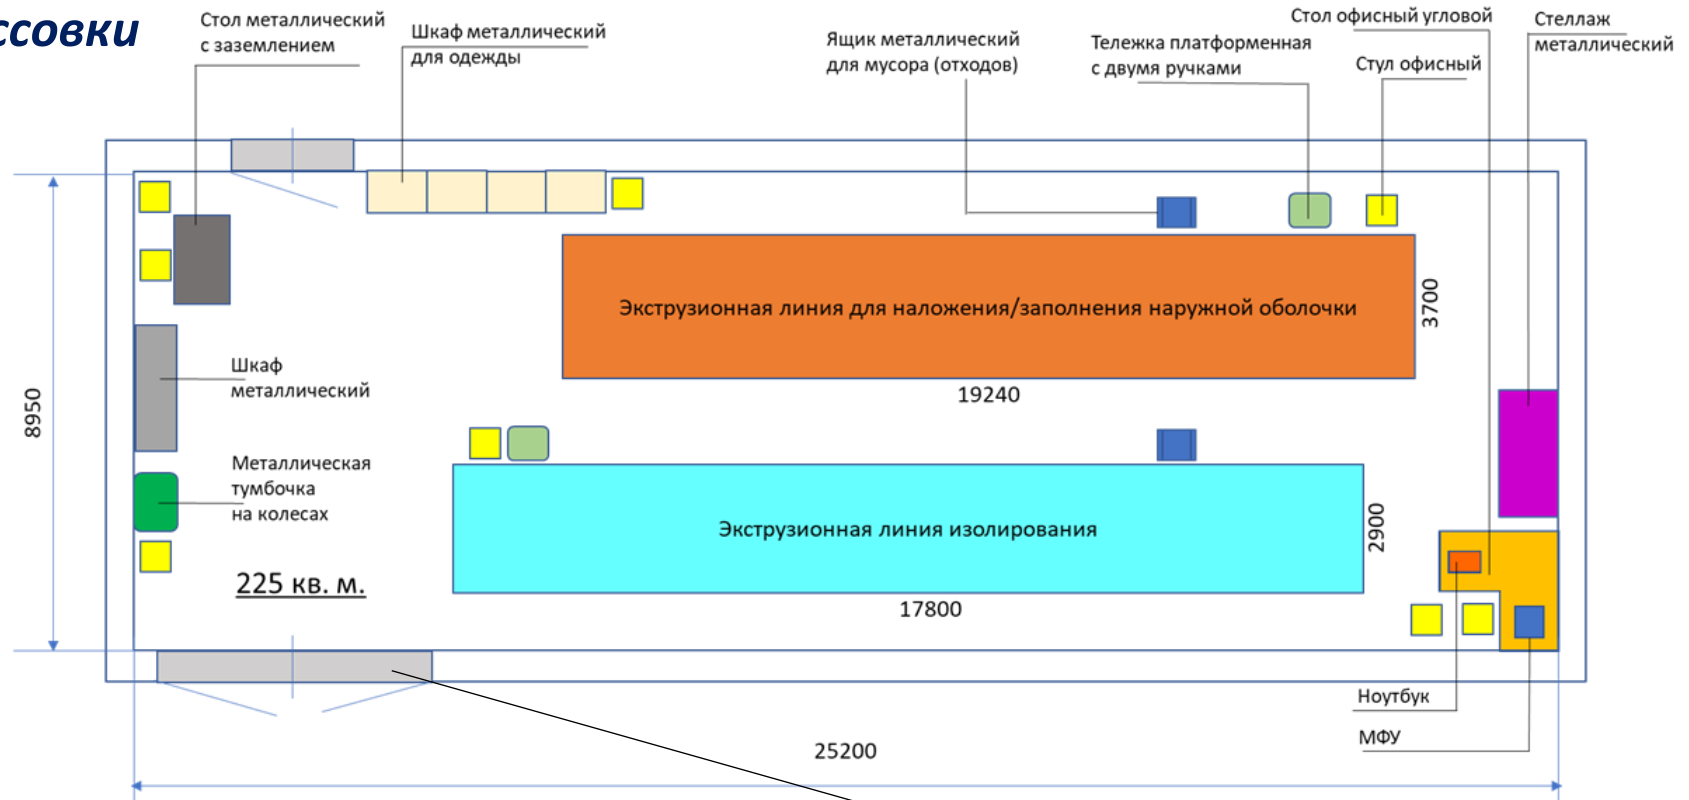 ссовки
Стол металлический
с заземлением
Шкаф металлический
для одежды
Ящик металлический
для мусора (отходов)
Тележка платформенная
с двумя ручками
Стол офисный угловой
Стул офисный
Стеллаж
металлический
Экструзионная линия для наложения/заполнения наружной оболочки
3700
19240
Шкаф
металлический
8950
Металлическая
тумбочка
на колесах
Экструзионная линия изолирования
2900
225 кв. м.
17800
Ноутбук
МФУ
25200